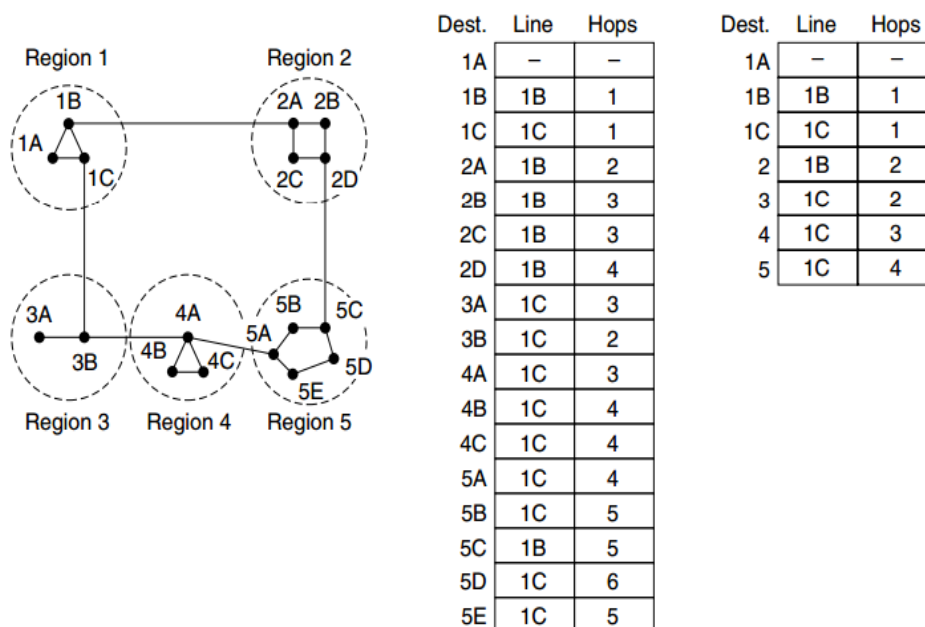 Region 1
Region 2
1B
2A 2B
1A
1C
2C 2D
3A
3B
4A
4B
4C
5B
5C
5A
5D
5E
Region 3
Region 4
Region 5
Dest. Line Hops
1A – –
1B 1B 1
1C 1C 1
2A 1B 2
2B 1B 3
2C 1B 3
2D 1B 4
3A 1C 3
3B 1C 2
4A 1C 3
4B 1C 4
4C 1C 4
5A 1C 4
5B 1C 5
5C 1B 5
5D 1C 6
5E 1C 5
Dest. Line Hops
1A – –
1B 1B 1
1C 1C 1
2 1B 2
3 1C 2
4 1C 3
5 1C 4